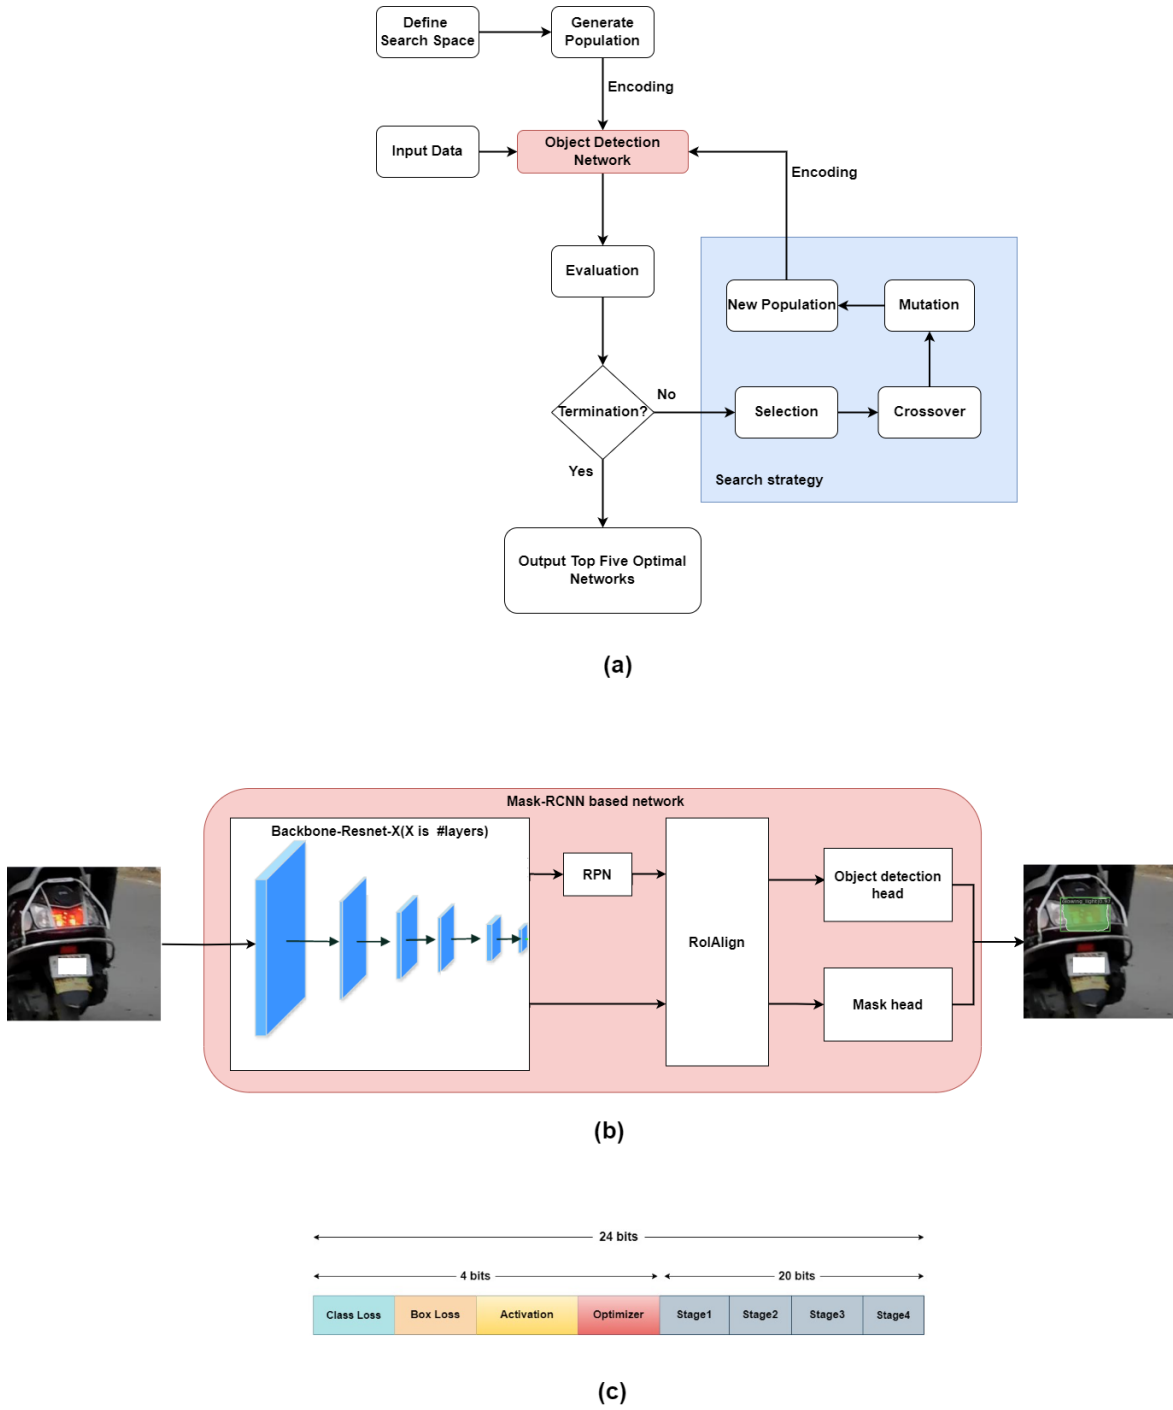 Define
Search Space
Generate
Population
Encoding
Input Data
Object Detection
Network
Encoding
Evaluation
New Population
Mutation
Termination?
No
Selection
Crossover
Yes
Search strategy
Output Top Five Optimal
Networks
(a)
Mask-RCNN based network
Backbone-Resnet-X(X is #layers)
RPN
Object detection
head
RoIAlign
Mask head
(b)
24 bits
4 bits
20 bits
Class Loss
Box Loss
Activation
Optimizer
Stage1
Stage2
Stage3
Stage4
(c)